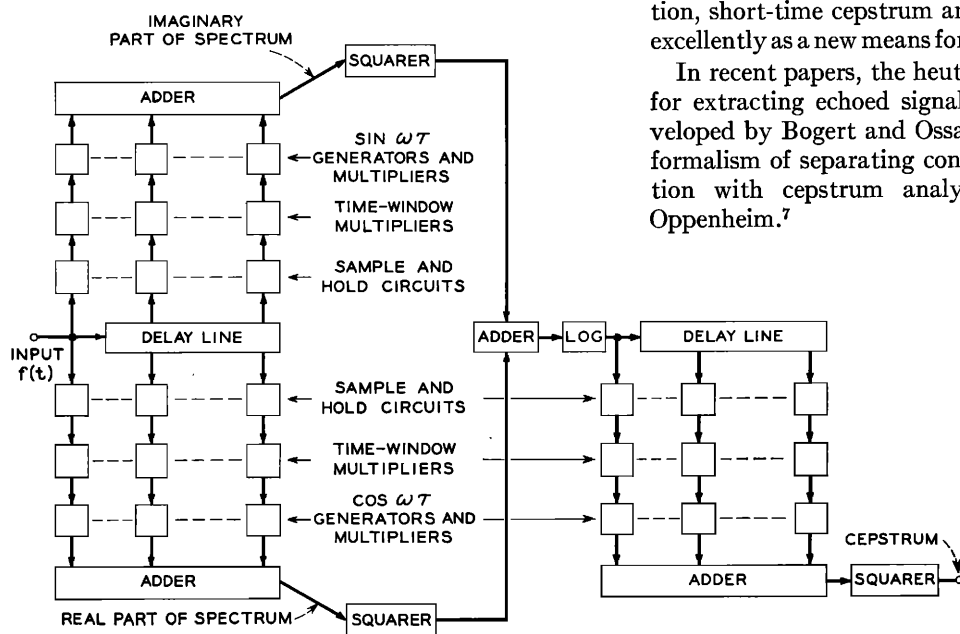 tion, short-time cepstrum an
excellently as a new means for
In recent papers, the heut
for extracting echoed signal
veloped by Bogert and Ossa
formalism of separating con
tion with cepstrum analy
Oppenheim.⁷
IMAGINARY
PART OF SPECTRUM
SQUARER
ADDER
SIN ωτ
GENERATORS AND
MULTIPLIERS
TIME-WINDOW
MULTIPLIERS
SAMPLE AND
HOLD CIRCUITS
INPUT
f(t)
DELAY LINE
ADDER
LOG
DELAY LINE
SAMPLE AND
HOLD CIRCUITS
TIME-WINDOW
MULTIPLIERS
COS ωτ
GENERATORS AND
MULTIPLIERS
ADDER
REAL PART OF SPECTRUM
SQUARER
ADDER
SQUARER
CEPSTRUM